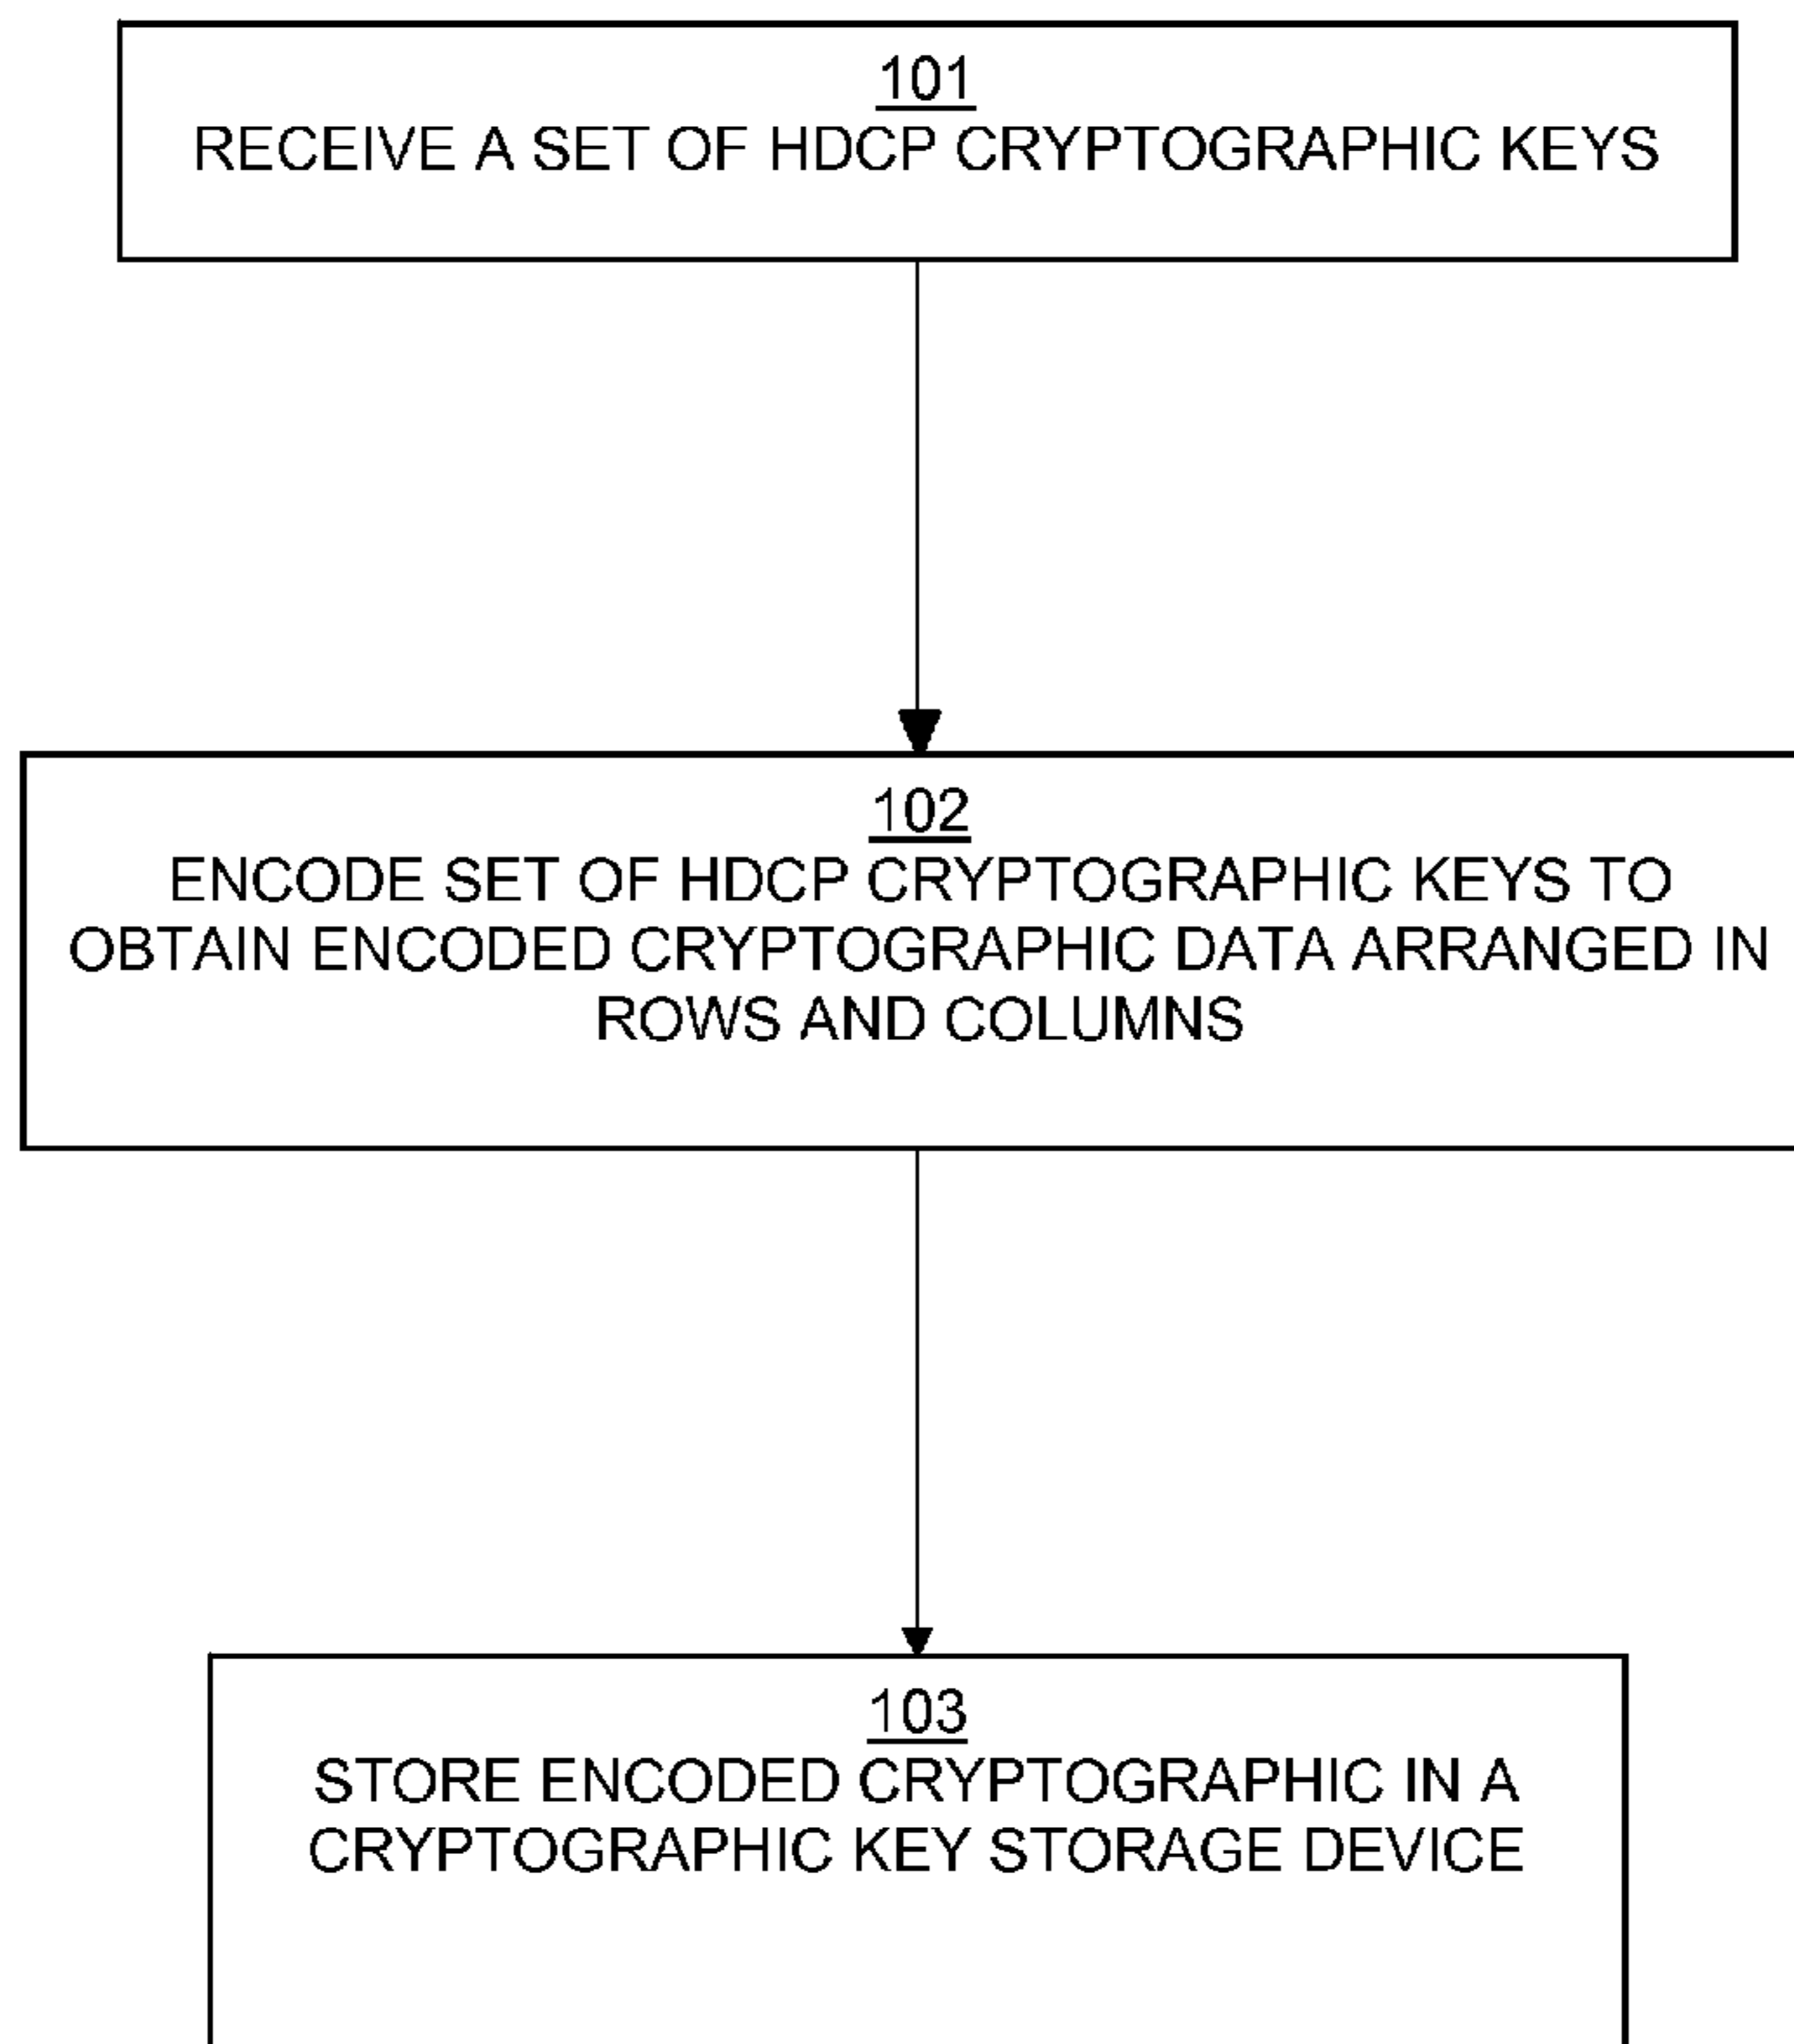 101
RECEIVE A SET OF HDCP CRYPTOGRAPHIC KEYS
102
ENCODE SET OF HDCP CRYPTOGRAPHIC KEYS TO
OBTAIN ENCODED CRYPTOGRAPHIC DATA ARRANGED IN
ROWS AND COLUMNS
103
STORE ENCODED CRYPTOGRAPHIC IN A
CRYPTOGRAPHIC KEY STORAGE DEVICE